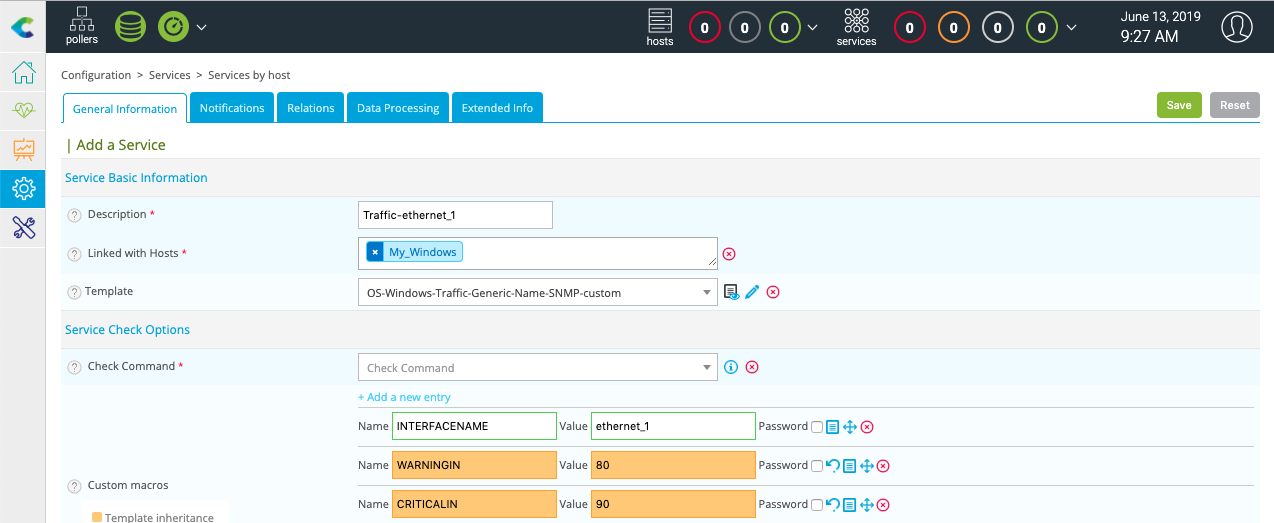 pollers
hosts
0 0 0
services
0 0 0 0
June 13, 2019
9:27 AM
Configuration > Services > Services by host
General Information Notifications Relations Data Processing Extended Info
Save Reset
| Add a Service
Service Basic Information
? Description *
Traffic-ethernet_1
? Linked with Hosts *
× My_Windows
? Template
OS-Windows-Traffic-Generic-Name-SNMP-custom
Service Check Options
? Check Command *
Check Command
+ Add a new entry
Name INTERFACENAME Value ethernet_1 Password
Name WARNINGIN Value 80 Password
? Custom macros
Name CRITICALIN Value 90 Password
Template inheritance